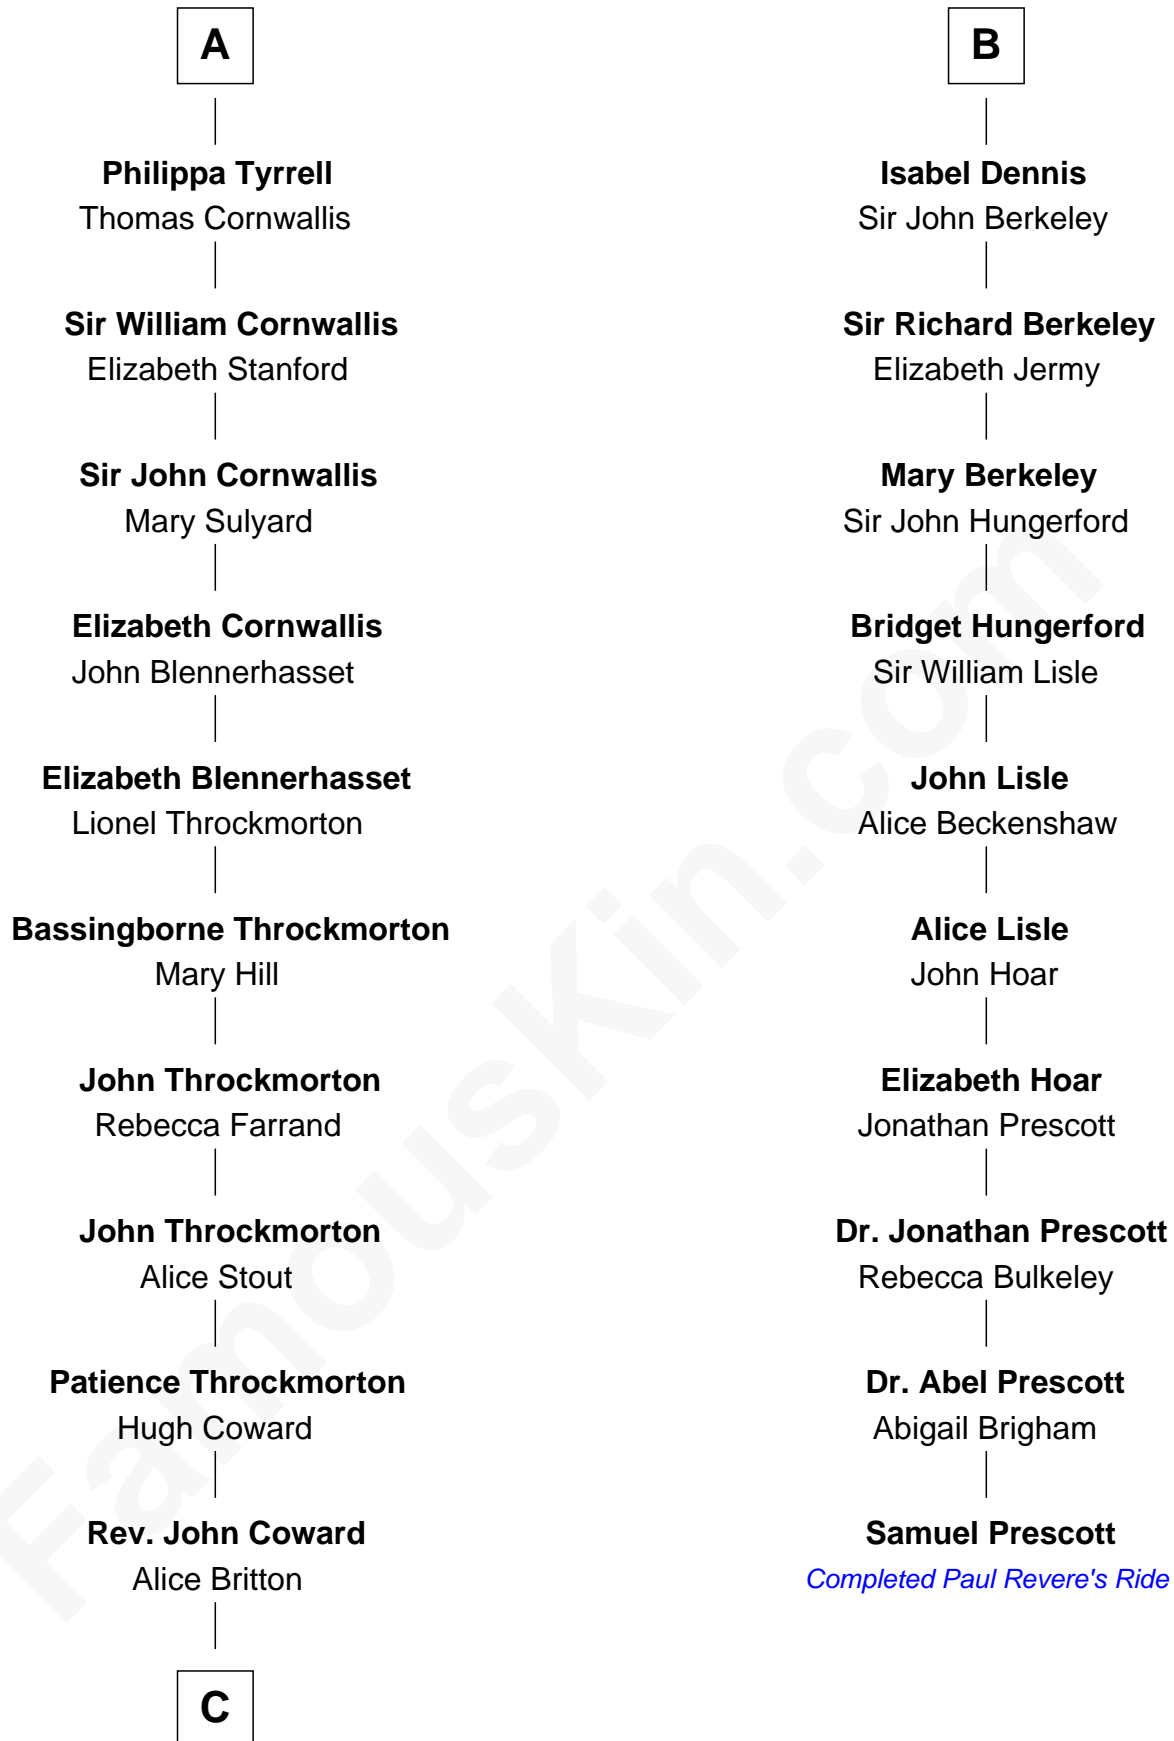 A
Philippa Tyrrell
Thomas Cornwallis
Sir William Cornwallis
Elizabeth Stanford
Sir John Cornwallis
Mary Sulyard
Elizabeth Cornwallis
John Blennerhasset
Elizabeth Blennerhasset
Lionel Throckmorton
Bassingborne Throckmorton
Mary Hill
John Throckmorton
Rebecca Farrand
John Throckmorton
Alice Stout
Patience Throckmorton
Hugh Coward
Rev. John Coward
Alice Britton
C
B
Isabel Dennis
Sir John Berkeley
Sir Richard Berkeley
Elizabeth Jermy
Mary Berkeley
Sir John Hungerford
Bridget Hungerford
Sir William Lisle
John Lisle
Alice Beckenshaw
Alice Lisle
John Hoar
Elizabeth Hoar
Jonathan Prescott
Dr. Jonathan Prescott
Rebecca Bulkeley
Dr. Abel Prescott
Abigail Brigham
Samuel Prescott
Completed Paul Revere's Ride
FamousKin.com